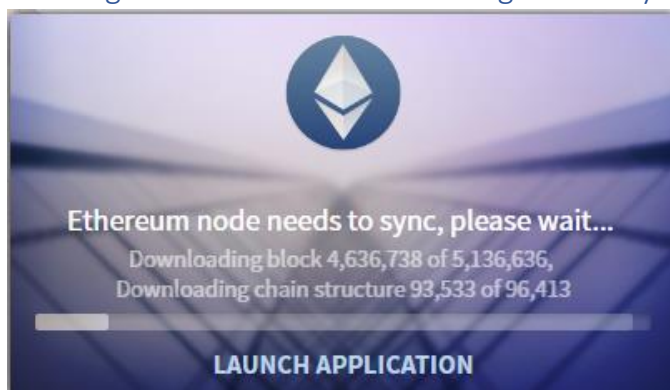 Ethereum node needs to sync, please wait...
Downloading block 4,636,738 of 5,136,636,
Downloading chain structure 93,533 of 96,413
LAUNCH APPLICATION